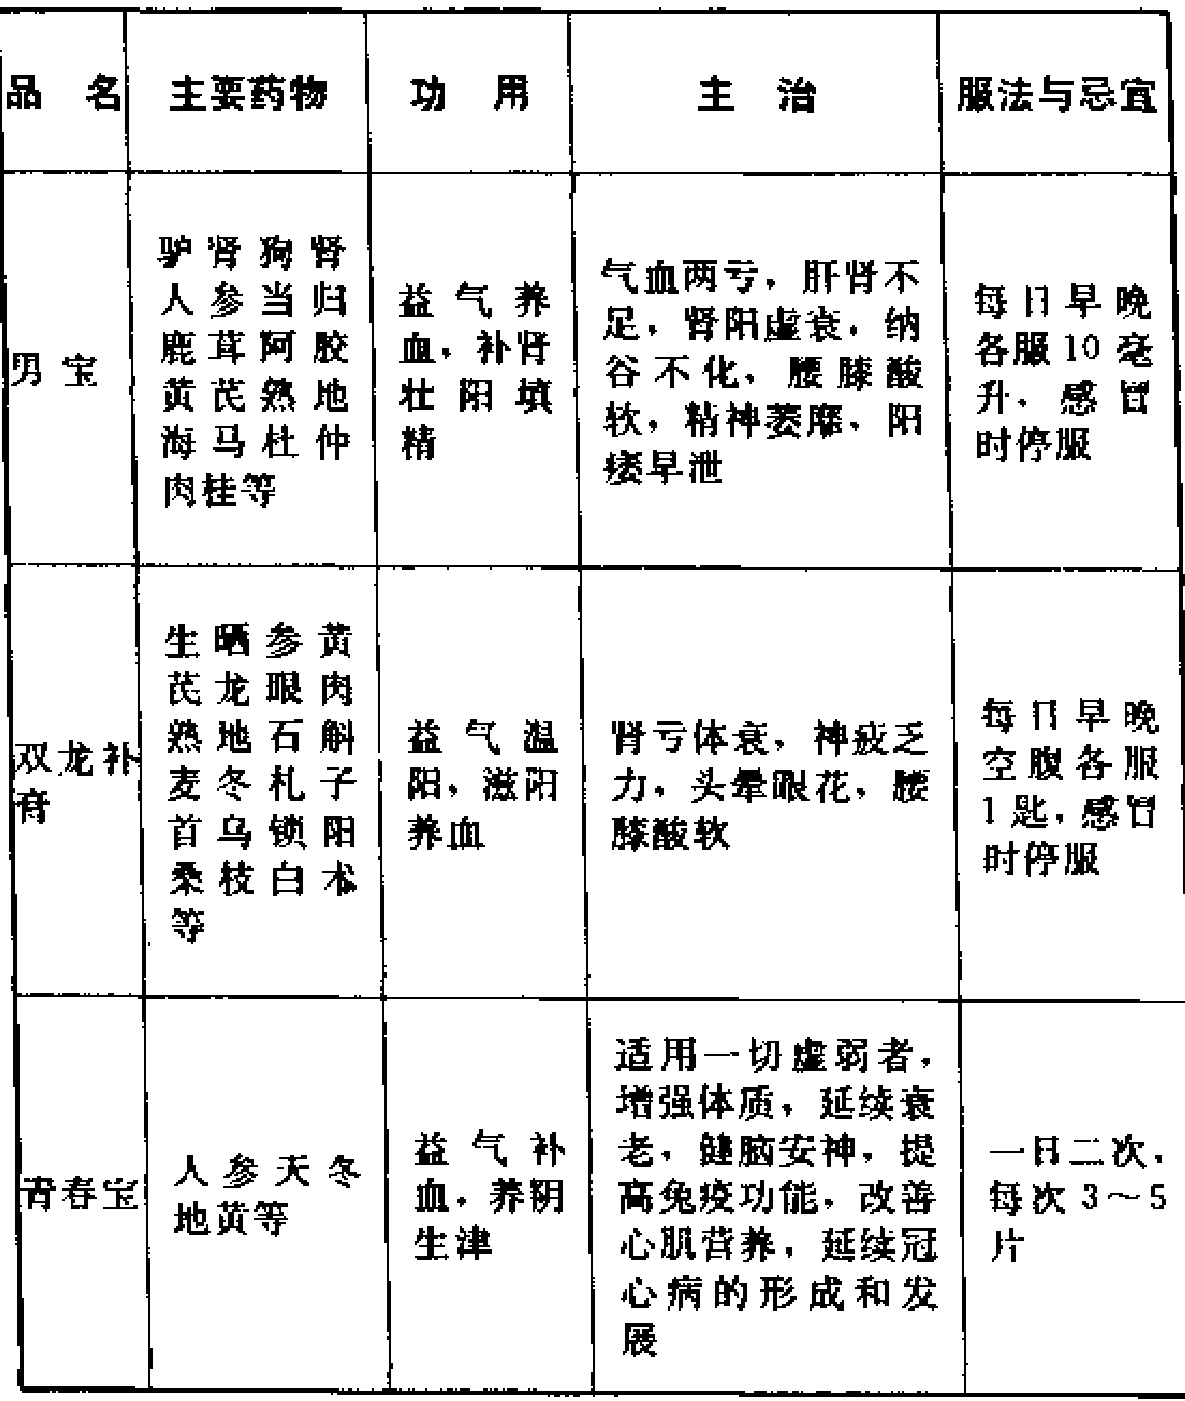 品 名
主要药物
功 用
主 治
服法与忌宜
男宝
驴肾狗肾
人参当归
鹿茸阿胶
黄芪熟地
海马杜仲
肉桂等
益气养
血，补肾
壮阳填
精
气血两亏，肝肾不
足，肾阳虚衰，纳
谷不化，腰膝酸
软，精神萎靡，阳
痿早泄
每日早晚
各服10毫
升，感冒
时停服
双龙补
膏
生晒参黄
芪龙眼肉
熟地石斛
麦冬札子
首乌锁阳
桑枝白术
等
益气温
阳，滋阳
养血
肾亏体衰，神疲乏
力，头晕眼花，腰
膝酸软
每日早晚
空腹各服
1匙，感冒
时停服
青春宝
人参天冬
地黄等
益气补
血，养阴
生津
适用一切虚弱者，
增强体质，延续衰
老，健脑安神，提
高免疫功能，改善
心肌营养，延续冠
心病的形成和发
展
一日二次，
每次3～5
片